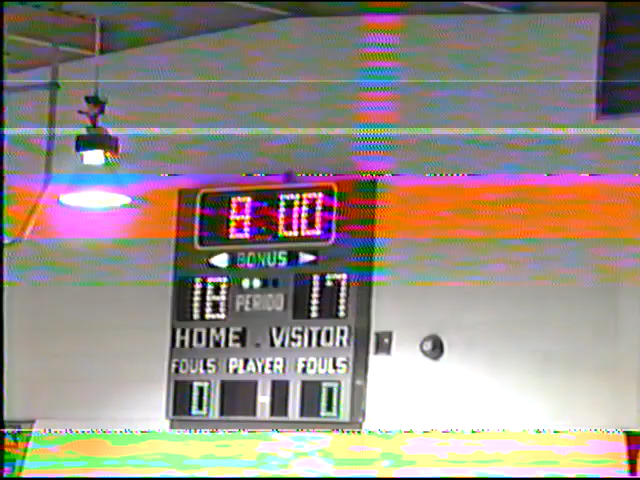 8:00
BONUS
18 PERIOD 17
HOME VISITOR
FOULS PLAYER FOULS
0 0